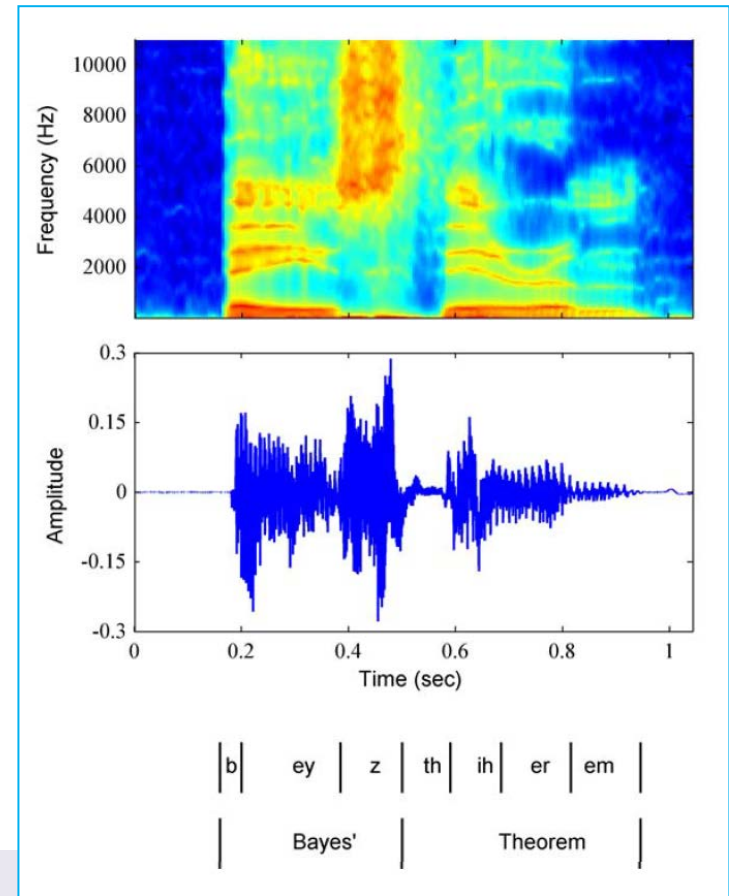 10000
8000
6000
4000
2000
Frequency (Hz)
0.3
0.15
0
-0.15
-0.3
Amplitude
0 0.2 0.4 0.6 0.8 1
Time (sec)
b ey z th ih er em
Bayes' Theorem